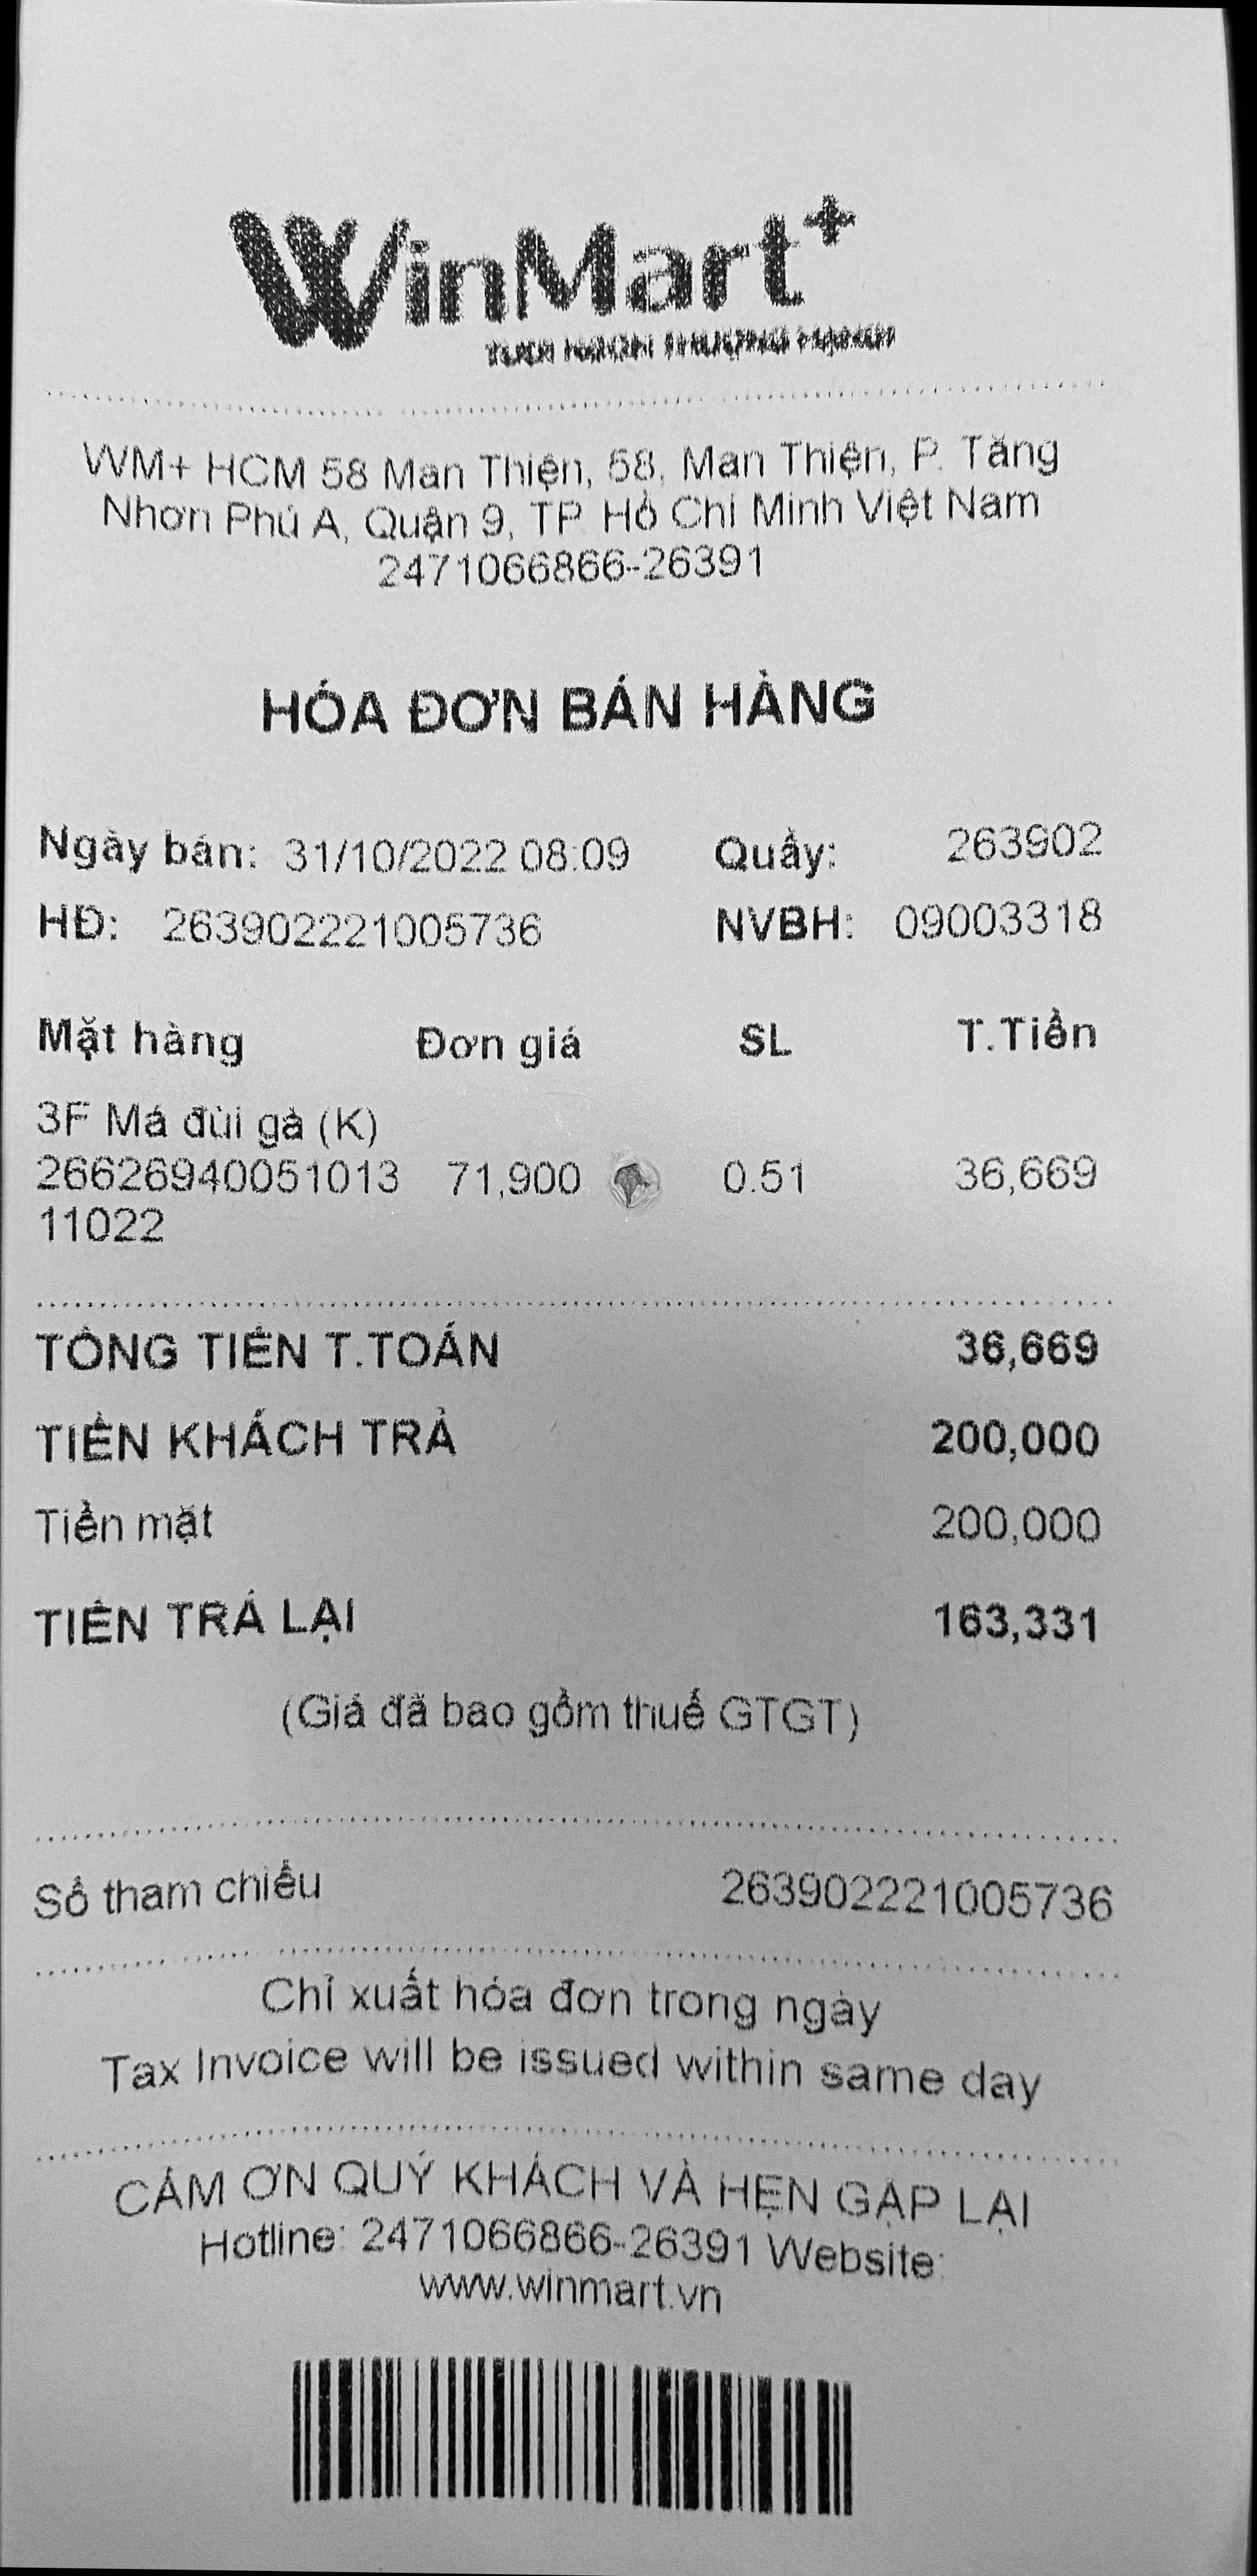 WinMart+
TƯƠI NGON THƯỢNG HẠNG
WM+ HCM 58 Man Thiện, 58, Man Thiện, P. Tăng
Nhơn Phú A, Quận 9, TP. Hồ Chí Minh Việt Nam
2471066866-26391
HÓA ĐƠN BÁN HÀNG
Ngày bán: 31/10/2022 08:09 Quầy: 263902
HĐ: 263902221005736 NVBH: 09003318
Mặt hàng Đơn giá SL T.Tiền
3F Má đùi gà (K)
26626940051013 71,900 0.51 36,669
11022
TỔNG TIỀN T.TOÁN 36,669
TIỀN KHÁCH TRẢ 200,000
Tiền mặt 200,000
TIỀN TRẢ LẠI 163,331
(Giá đã bao gồm thuế GTGT)
Số tham chiếu 263902221005736
Chỉ xuất hóa đơn trong ngày
Tax Invoice will be issued within same day
CẢM ƠN QUÝ KHÁCH VÀ HẸN GẶP LẠI
Hotline: 2471066866-26391 Website:
www.winmart.vn